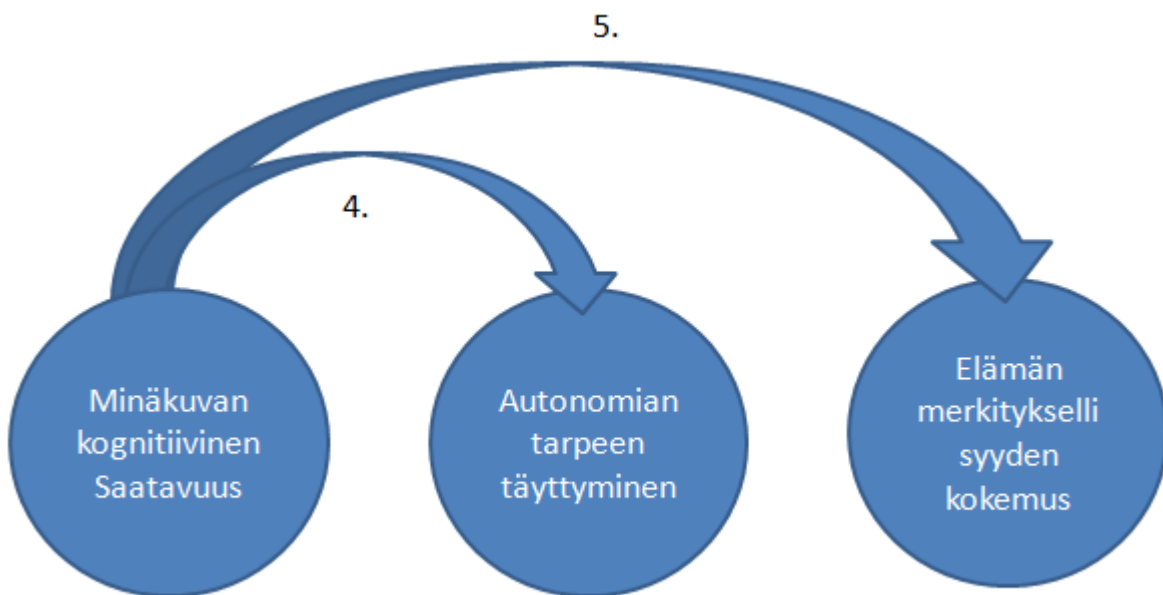 5.
4.
Minäkuvan
kognitiivinen
Saatavuus
Autonomian
tarpeen
täyttyminen
Elämän
merkitykselli
syyden
kokemus